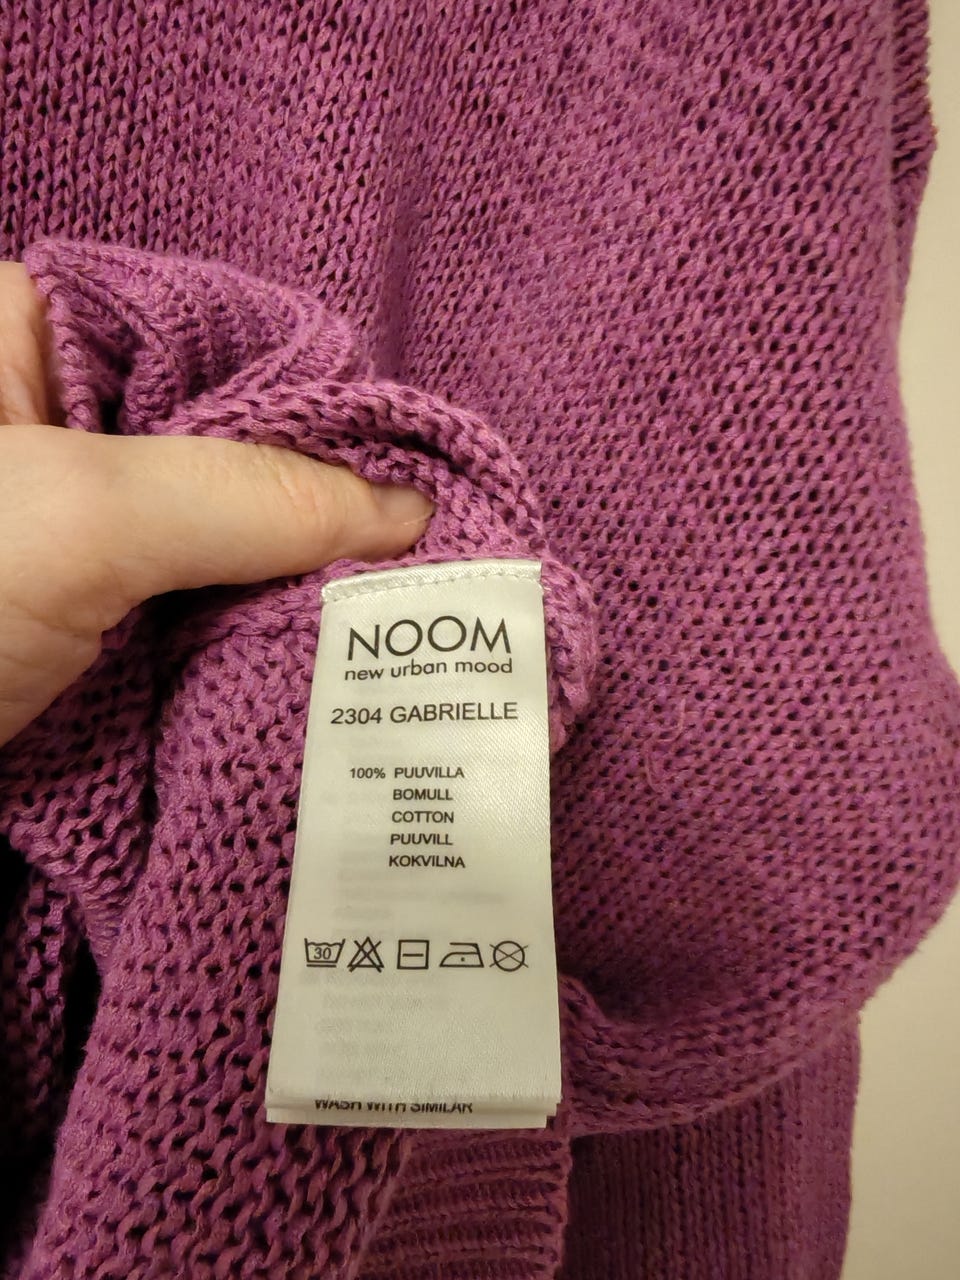 NOOM
new urban mood
2304 GABRIELLE
100% PUUVILLA
BOMULL
COTTON
PUUVILL
KOKVILNA
30
WASH WITH SIMILAR